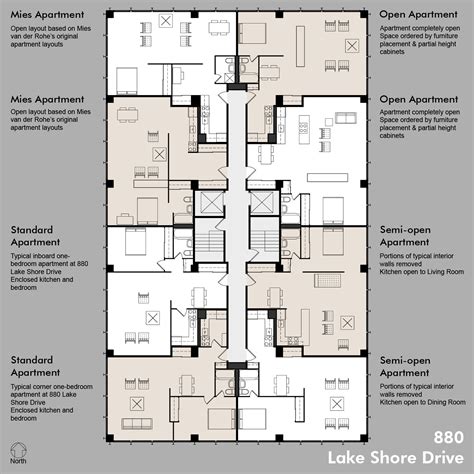 Mies Apartment
Open layout based on Mies
van der Rohe's original
apartment layouts
Mies Apartment
Open layout based on Mies
van der Rohe's original
apartment layouts
Standard
Apartment
Typical inboard one-
bedroom apartment at 880
Lake Shore Drive
Enclosed kitchen and
bedroom
Standard
Apartment
Typical corner one-bedroom
apartment at 880 Lake
Shore Drive
Enclosed kitchen and
bedroom
North
Open Apartment
Apartment completely open
Space ordered by furniture
placement & partial height
cabinets
Open Apartment
Apartment completely open
Space ordered by furniture
placement & partial height
cabinets
Semi-open
Apartment
Portions of typical interior
walls removed
Kitchen open to Living Room
Semi-open
Apartment
Portions of typical interior
walls removed
Kitchen open to Dining Room
880
Lake Shore Drive